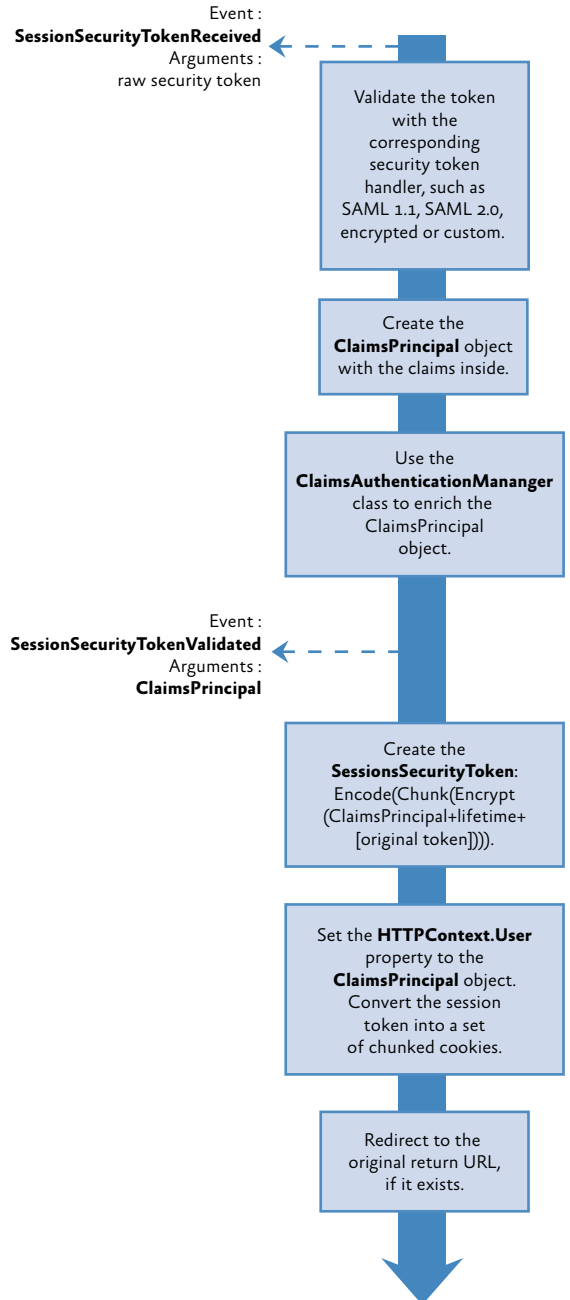 Event :
SessionSecurityTokenReceived
Arguments :
raw security token
Validate the token
with the
corresponding
security token
handler, such as
SAML 1.1, SAML 2.0,
encrypted or custom.
Create the
ClaimsPrincipal object
with the claims inside.
Use the
ClaimsAuthenticationMananger
class to enrich the
ClaimsPrincipal
object.
Event :
SessionSecurityTokenValidated
Arguments :
ClaimsPrincipal
Create the
SessionsSecurityToken:
Encode(Chunk(Encrypt
(ClaimsPrincipal+lifetime+
[original token]))).
Set the HTTPContext.User
property to the
ClaimsPrincipal object.
Convert the session
token into a set
of chunked cookies.
Redirect to the
original return URL,
if it exists.